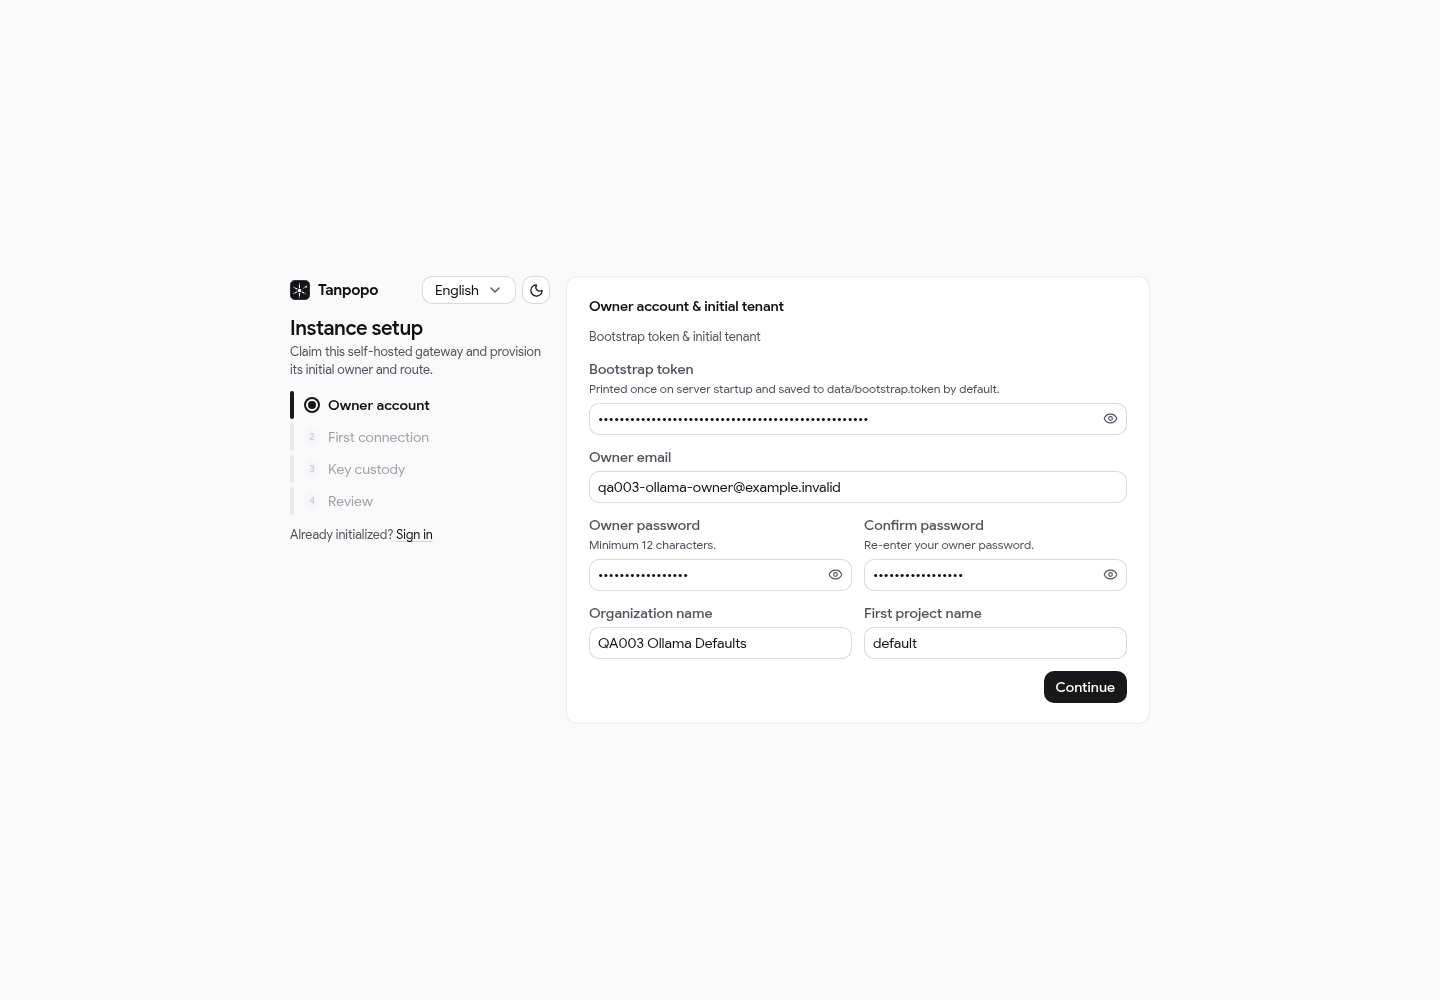 Tanpopo
English
Instance setup
Claim this self-hosted gateway and provision
its initial owner and route.
Owner account
2 First connection
3 Key custody
4 Review
Already initialized? Sign in
Owner account & initial tenant
Bootstrap token & initial tenant
Bootstrap token
Printed once on server startup and saved to data/bootstrap.token by default.
Owner email
qa003-ollama-owner@example.invalid
Owner password
Minimum 12 characters.
Confirm password
Re-enter your owner password.
Organization name
QA003 Ollama Defaults
First project name
default
Continue